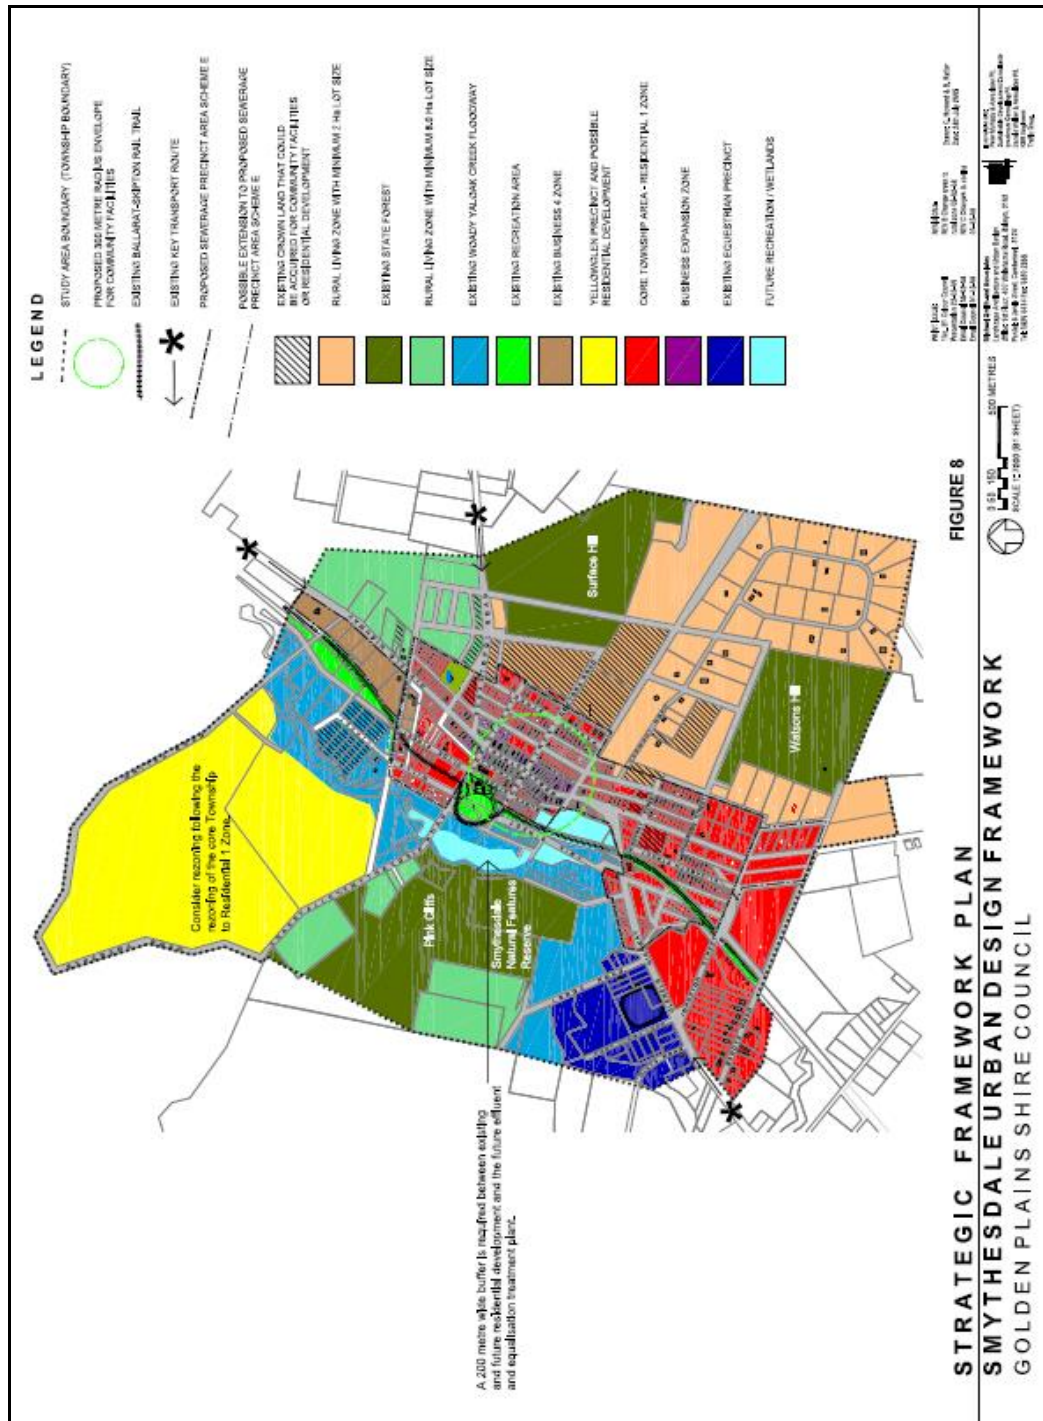 LEGEND
STUDY AREA BOUNDARY (TOWNSHIP BOUNDARY)
PROPOSED 300 METRE RADIUS ENVELOPE
FOR COMMUNITY FACILITIES
EXISTING BALLARAT-SKIPTON RAIL TRAIL
EXISTING KEY TRANSPORT ROUTE
PROPOSED SEWERAGE PRECINCT AREA SCHEME E
POSSIBLE EXTENSION TO PROPOSED SEWERAGE
PRECINCT AREA SCHEME E
EXISTING CROWN LAND THAT COULD
BE ACQUIRED FOR COMMUNITY FACILITIES
OR RESIDENTIAL DEVELOPMENT
RURAL LIVING ZONE WITH MINIMUM 2 Ha LOT SIZE
EXISTING STATE FOREST
RURAL LIVING ZONE WITH MINIMUM 8.0 Ha LOT SIZE
EXISTING WOADY YALOAK CREEK FLOODWAY
EXISTING RECREATION AREA
EXISTING BUSINESS 4 ZONE
YELLOWGLEN PRECINCT AND POSSIBLE
RESIDENTIAL DEVELOPMENT
CORE TOWNSHIP AREA - RESIDENTIAL 1 ZONE
BUSINESS EXPANSION ZONE
EXISTING EQUESTRIAN PRECINCT
FUTURE RECREATION / WETLANDS
Consider rezoning following the
rezoning of the core Township
to Residential 1 Zone.
Pink Cliffs
Smythesdale
Natural Features
Reserve
Surface Hill
Watsons Hill
A 200 metre wide buffer is required between existing
and future residential development and the future effluent
and equalisation treatment plant.
FIGURE 8
0 50 150 500 METRES
SCALE 1: 7000 (B1 SHEET)
STRATEGIC FRAMEWORK PLAN
SMYTHESDALE URBAN DESIGN FRAMEWORK
GOLDEN PLAINS SHIRE COUNCIL